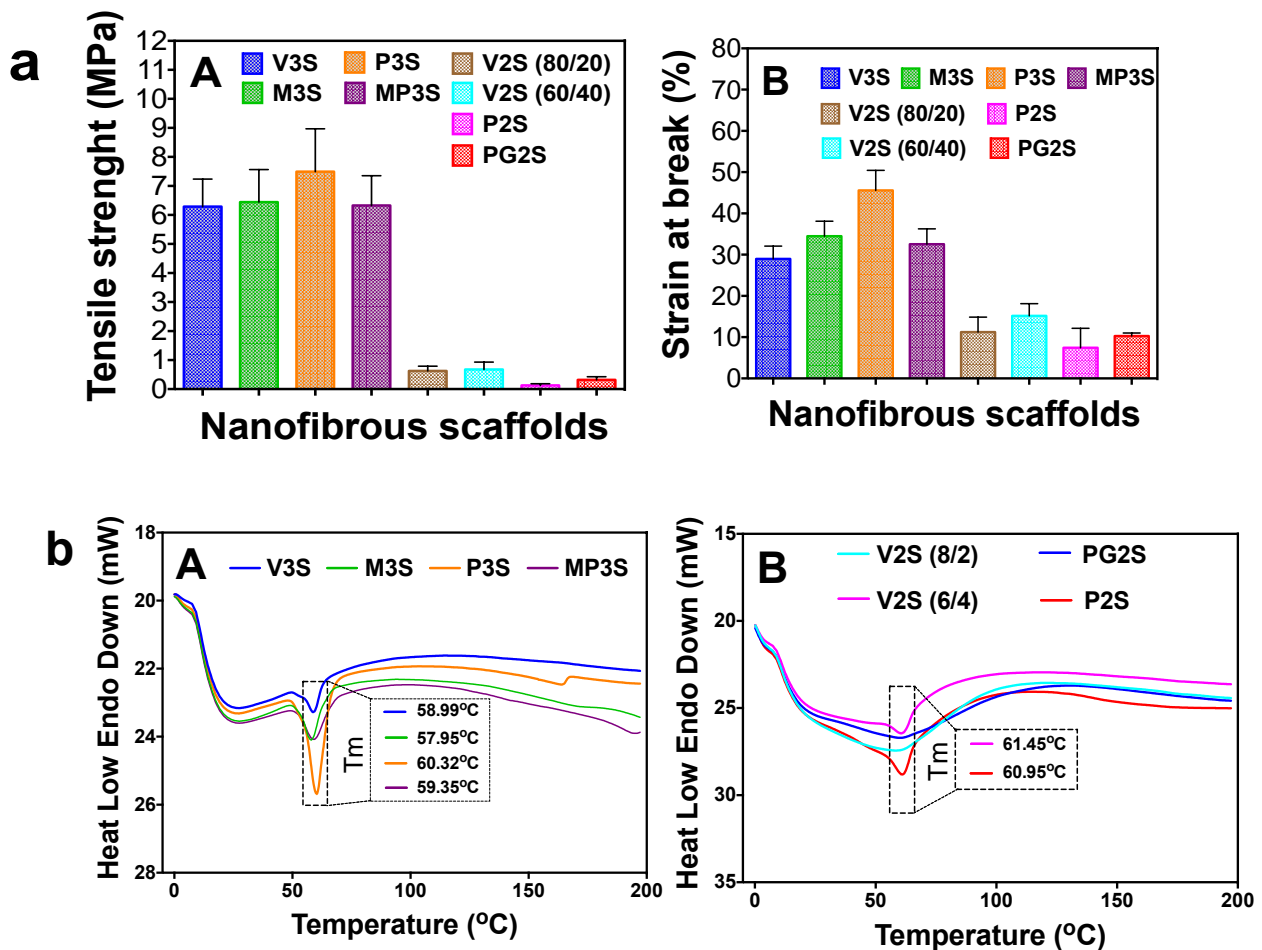 a
A
Tensile strenght (MPa)
12
11
10
9
8
7
6
5
4
3
2
1
0
V3S
P3S
V2S (80/20)
M3S
MP3S
V2S (60/40)
P2S
PG2S
Nanofibrous scaffolds
B
Strain at break (%)
80
70
60
50
40
30
20
10
0
V3S
M3S
P3S
MP3S
V2S (80/20)
P2S
V2S (60/40)
PG2S
Nanofibrous scaffolds
b
A
Heat Low Endo Down (mW)
18
20
22
24
26
28
V3S
M3S
P3S
MP3S
Tm
58.99°C
57.95°C
60.32°C
59.35°C
0
50
100
150
200
Temperature (°C)
B
Heat Low Endo Down (mW)
15
20
25
30
35
V2S (8/2)
PG2S
V2S (6/4)
P2S
Tm
61.45°C
60.95°C
0
50
100
150
200
Temperature (°C)